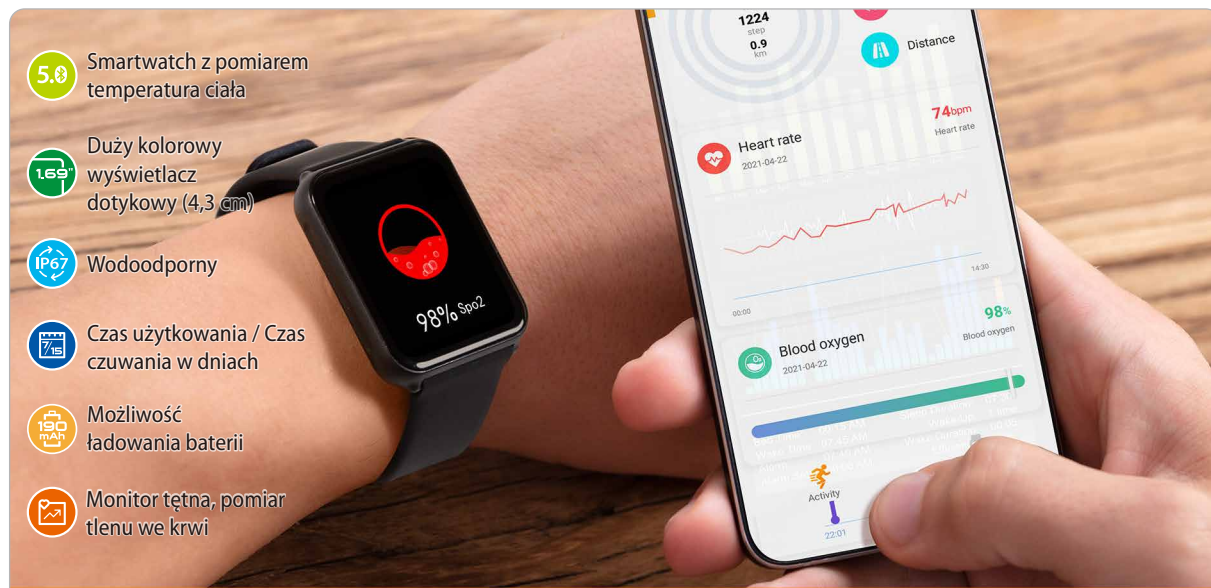 5.0
Smartwatch z pomiarem
temperatura ciała
1.69"
Duży kolorowy
wyświetlacz
dotykowy (4,3 cm)
IP67
Wodoodporny
7/15
Czas użytkowania / Czas
czuwania w dniach
190
mAh
Możliwość
ładowania baterii
Monitor tętna, pomiar
tlenu we krwi
98% Spo2
1224
step
0.9
km
Distance
Heart rate
2021-04-22
74bpm
Heart rate
00:00
14:30
Blood oxygen
2021-04-22
98%
Blood oxygen
Activity
22:01